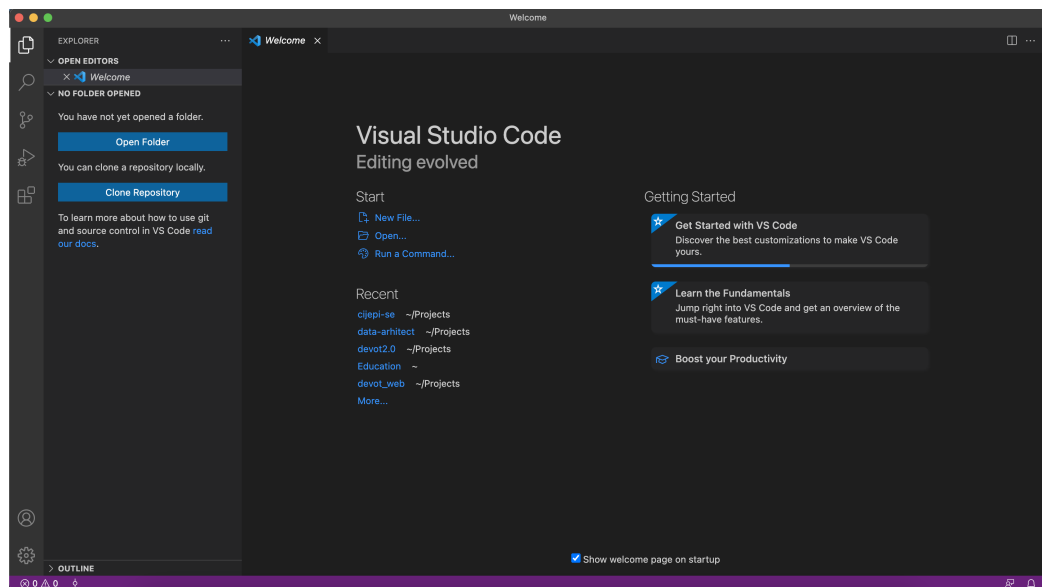 Welcome
EXPLORER
Welcome
OPEN EDITORS
Welcome
NO FOLDER OPENED
You have not yet opened a folder.
Open Folder
You can clone a repository locally.
Clone Repository
To learn more about how to use git
and source control in VS Code read
our docs.
Visual Studio Code
Editing evolved
Start
New File...
Open...
Run a Command...
Recent
cijepi-se ~/Projects
data-arhitect ~/Projects
devot2.0 ~/Projects
Education ~
devot_web ~/Projects
More...
Getting Started
Get Started with VS Code
Discover the best customizations to make VS Code
yours.
Learn the Fundamentals
Jump right into VS Code and get an overview of the
must-have features.
Boost your Productivity
Show welcome page on startup
OUTLINE
0 0